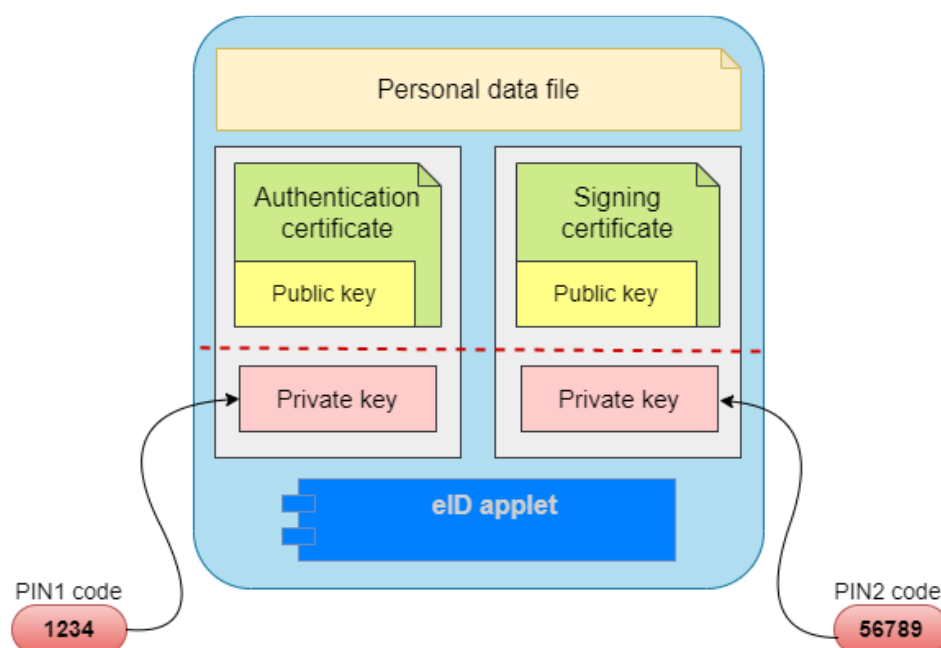 Personal data file
Authentication
certificate
Public key
Signing
certificate
Public key
Private key
Private key
eID applet
PIN1 code
1234
PIN2 code
56789